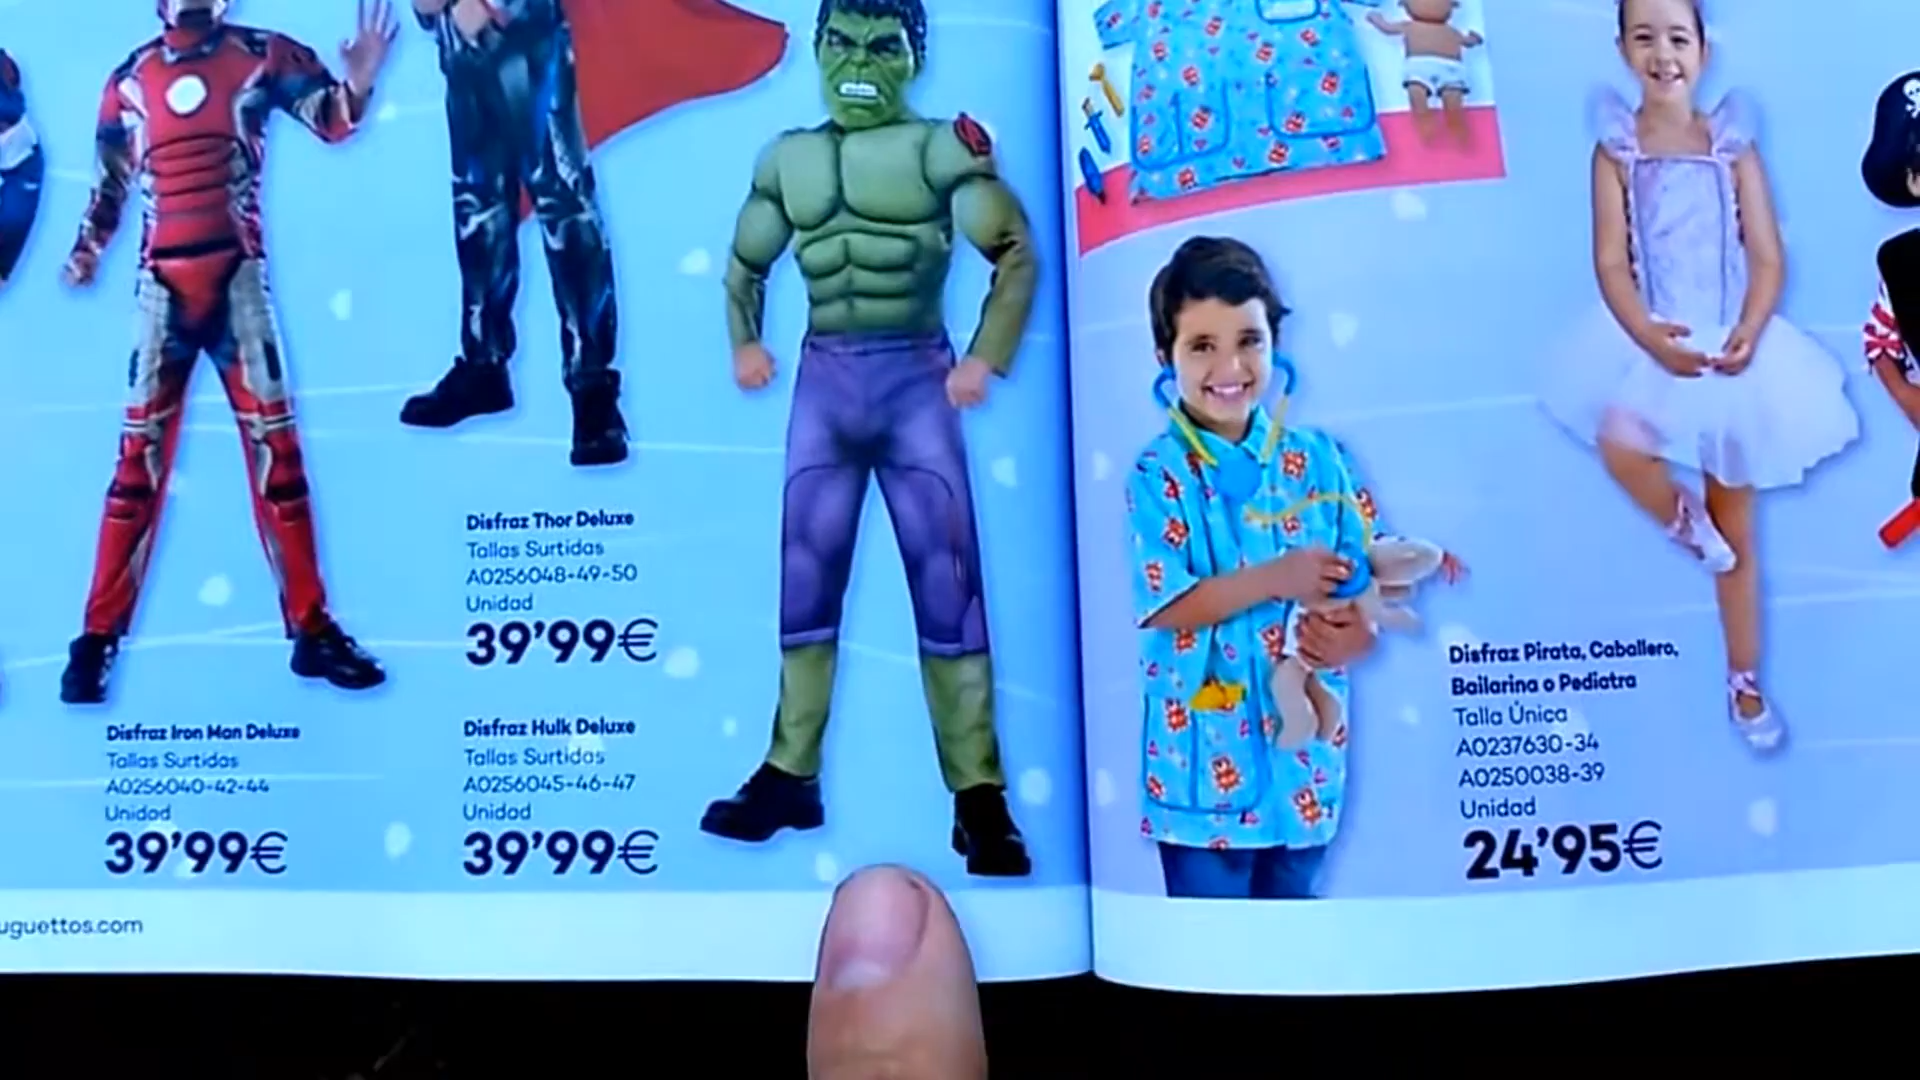 Disfraz Thor Deluxe
Tallas Surtidas
A0256048-49-50
Unidad
39’99€
Disfraz Iron Man Deluxe
Tallas Surtidas
A0256040-42-44
Unidad
39’99€
Disfraz Hulk Deluxe
Tallas Surtidas
A0256045-46-47
Unidad
39’99€
uguettos.com
Disfraz Pirata, Caballero,
Bailarina o Pediatra
Talla Única
A0237630-34
A0250038-39
Unidad
24’95€